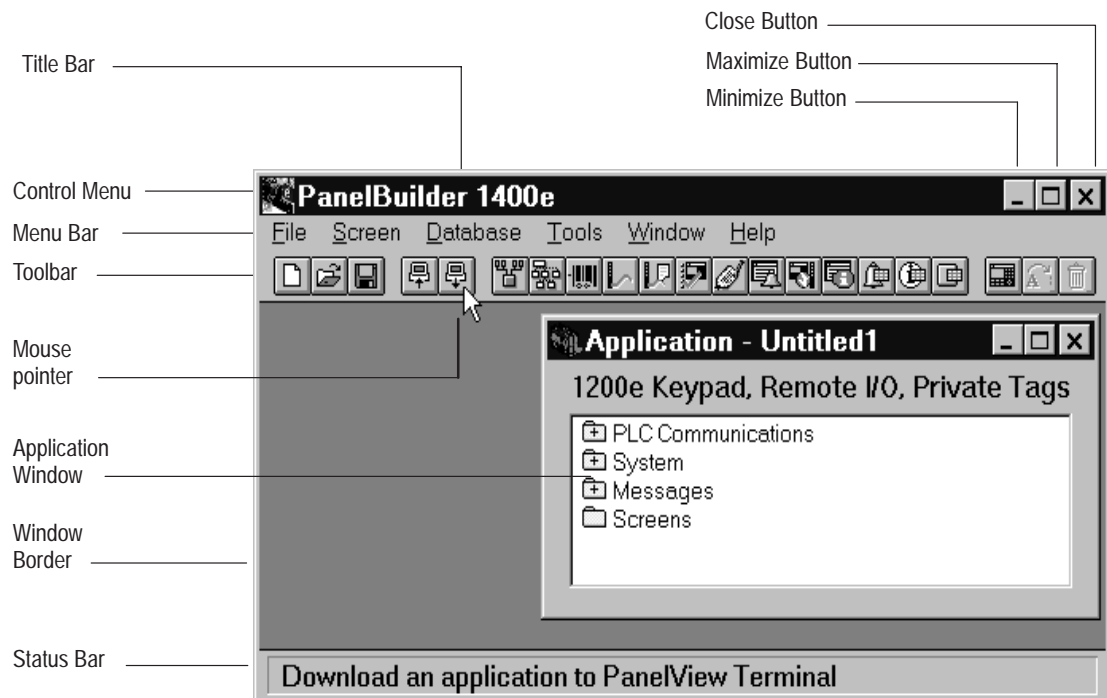 Close Button
Title Bar
Maximize Button
Minimize Button
Control Menu
PanelBuilder 1400e
Menu Bar
File Screen Database Tools Window Help
Toolbar
Mouse
pointer
Application - Untitled1
1200e Keypad, Remote I/O, Private Tags
PLC Communications
System
Messages
Screens
Application
Window
Window
Border
Status Bar
Download an application to PanelView Terminal